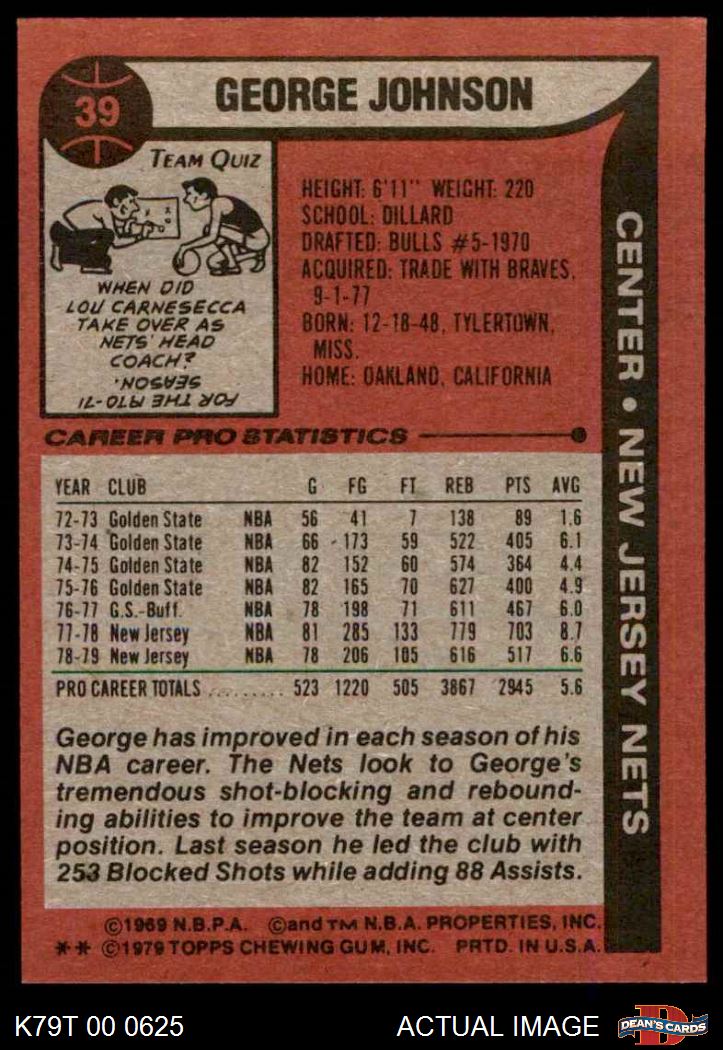 39
GEORGE JOHNSON
TEAM QUIZ
WHEN DID
LOU CARNESECCA
TAKE OVER AS
NETS' HEAD
COACH?
FOR THE 1970-71
SEASON.
HEIGHT: 6'11" WEIGHT: 220
SCHOOL: DILLARD
DRAFTED: BULLS #5-1970
ACQUIRED: TRADE WITH BRAVES,
9-1-77
BORN: 12-18-48, TYLERTOWN,
MISS.
HOME: OAKLAND, CALIFORNIA
CENTER • NEW JERSEY NETS
CAREER PRO STATISTICS
YEAR CLUB G FG FT REB PTS AVG
72-73 Golden State NBA 56 41 7 138 89 1.6
73-74 Golden State NBA 66 173 59 522 405 6.1
74-75 Golden State NBA 82 152 60 574 364 4.4
75-76 Golden State NBA 82 165 70 627 400 4.9
76-77 G.S.-Buff. NBA 78 198 71 611 467 6.0
77-78 New Jersey NBA 81 285 133 779 703 8.7
78-79 New Jersey NBA 78 206 105 616 517 6.6
PRO CAREER TOTALS .......... 523 1220 505 3867 2945 5.6
George has improved in each season of his
NBA career. The Nets look to George's
tremendous shot-blocking and rebound-
ing abilities to improve the team at center
position. Last season he led the club with
253 Blocked Shots while adding 88 Assists.
©1969 N.B.P.A. ©and TM N.B.A. PROPERTIES, INC.
** ©1979 TOPPS CHEWING GUM, INC. PRTD. IN U.S.A.
K79T 00 0625 ACTUAL IMAGE
D
DEAN'S CARDS